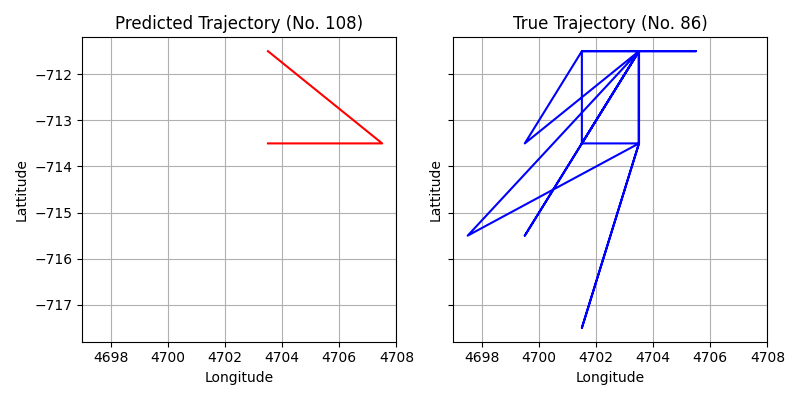 Predicted Trajectory (No. 108)
True Trajectory (No. 86)
Lattitude
−712
−713
−714
−715
−716
−717
4698 4700 4702 4704 4706 4708
Longitude
Lattitude
4698 4700 4702 4704 4706 4708
Longitude